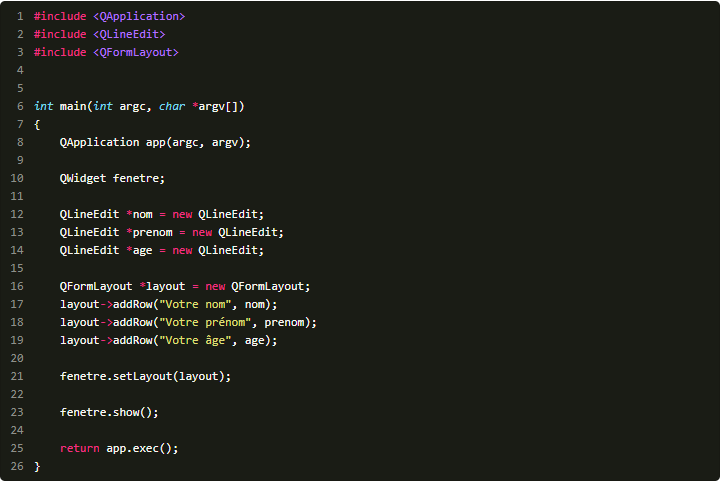 1 #include <QApplication>
2 #include <QLineEdit>
3 #include <QFormLayout>
4
5
6 int main(int argc, char *argv[])
7 {
8     QApplication app(argc, argv);
9
10     QWidget fenetre;
11
12     QLineEdit *nom = new QLineEdit;
13     QLineEdit *prenom = new QLineEdit;
14     QLineEdit *age = new QLineEdit;
15
16     QFormLayout *layout = new QFormLayout;
17     layout->addRow("Votre nom", nom);
18     layout->addRow("Votre prénom", prenom);
19     layout->addRow("Votre âge", age);
20
21     fenetre.setLayout(layout);
22
23     fenetre.show();
24
25     return app.exec();
26 }